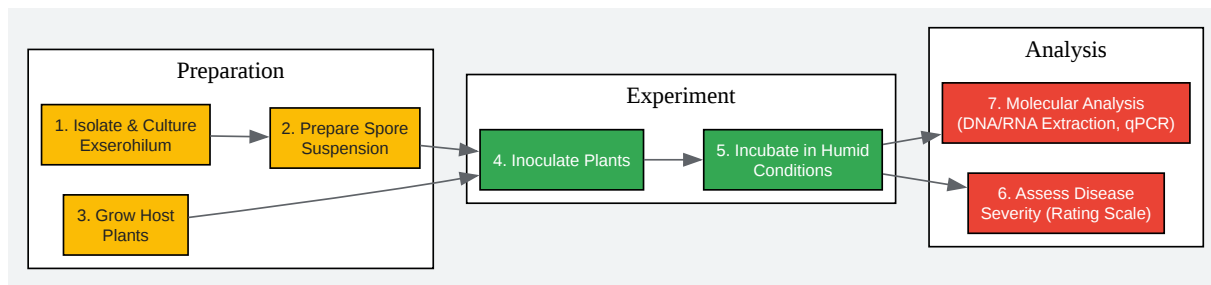 Preparation
1. Isolate & Culture
Exserohilum
2. Prepare Spore
Suspension
3. Grow Host
Plants
Experiment
4. Inoculate Plants
5. Incubate in Humid
Conditions
Analysis
7. Molecular Analysis
(DNA/RNA Extraction, qPCR)
6. Assess Disease
Severity (Rating Scale)